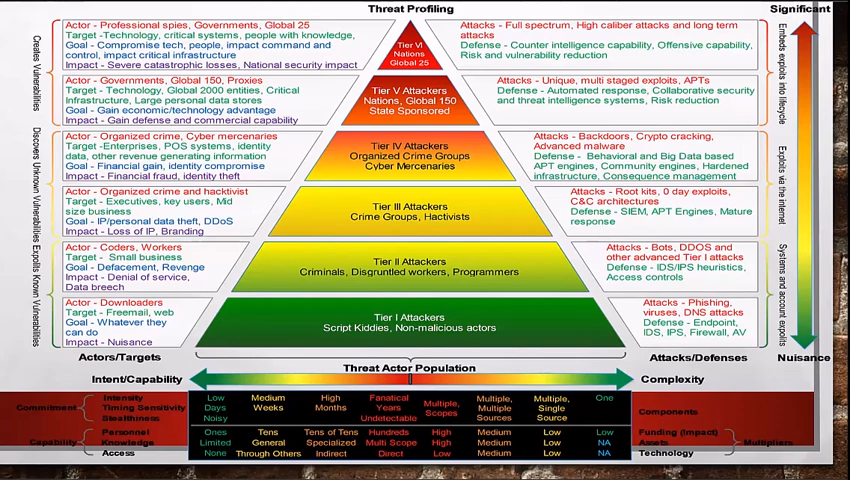 Threat Profiling
Significant
Actor - Professional spies, Governments, Global 25
Target -Technology, critical systems, people with knowledge,
Goal - Compromise tech, people, impact command and
control, impact critical infrastructure
Impact - Severe catastrophic losses, National security impact
Tier VI
Nations
Global 25
Attacks - Full spectrum, High caliber attacks and long term
attacks
Defense - Counter intelligence capability, Offensive capability,
Risk and vulnerability reduction
Actor - Governments, Global 150, Proxies
Target - Technology, Global 2000 entities, Critical
Infrastructure, Large personal data stores
Goal - Gain economic/technology advantage
Impact - Gain defense and commercial capability
Tier V Attackers
Nations, Global 150
State Sponsored
Attacks - Unique, multi staged exploits, APTs
Defense - Automated response, Collaborative security
and threat intelligence systems, Risk reduction
Actor - Organized crime, Cyber mercenaries
Target -Enterprises, POS systems, identity
data, other revenue generating information
Goal - Financial gain, identity compromise
Impact - Financial fraud, identity theft
Tier IV Attackers
Organized Crime Groups
Cyber Mercenaries
Attacks - Backdoors, Crypto cracking,
Advanced malware
Defense - Behavioral and Big Data based
APT engines, Community engines, Hardened
infrastructure, Consequence management
Actor - Organized crime and hacktivist
Target - Executives, key users, Mid
size business
Goal - IP/personal data theft, DDoS
Impact - Loss of IP, Branding
Tier III Attackers
Crime Groups, Hactivists
Attacks - Root kits, 0 day exploits,
C&C architectures
Defense - SIEM, APT Engines, Mature
response
Actor - Coders, Workers
Target - Small business
Goal - Defacement, Revenge
Impact - Denial of service,
Data breach
Tier II Attackers
Criminals, Disgruntled workers, Programmers
Attacks - Bots, DDOS and
other advanced Tier I attacks
Defense - IDS/IPS heuristics,
Access controls
Actor - Downloaders
Target - Freemail, web
Goal - Whatever they
can do
Impact - Nuisance
Tier I Attackers
Script Kiddies, Non-malicious actors
Attacks - Phishing,
viruses, DNS attacks
Defense - Endpoint,
IDS, IPS, Firewall, AV
Creates Vulnerabilities
Discovers Unknown Vulnerabilities
Exploits Known Vulnerabilities
Embeds exploits into lifecycle
Exploits via the internet
Systems and account exploits
Actors/Targets
Attacks/Defenses
Nuisance
Threat Actor Population
Intent/Capability
Complexity
Commitment
Intensity
Timing Sensitivity
Stealthiness
Low
Days
Noisy
Medium
Weeks
High
Months
Fanatical
Years
Undetectable
Multiple,
Scopes
Multiple,
Multiple
Sources
Multiple,
Single
Source
One
Components
Capability
Personnel
Knowledge
Access
Ones
Limited
None
Tens
General
Through Others
Tens of Tens
Specialized
Indirect
Hundreds
Multi Scope
Direct
High
High
Low
Medium
Medium
Medium
Low
Low
Low
Low
NA
NA
Funding (Impact)
Assets
Technology
Multipliers